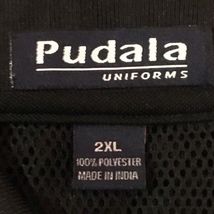 Pudala
UNIFORMS
2XL
100% POLYESTER
MADE IN INDIA